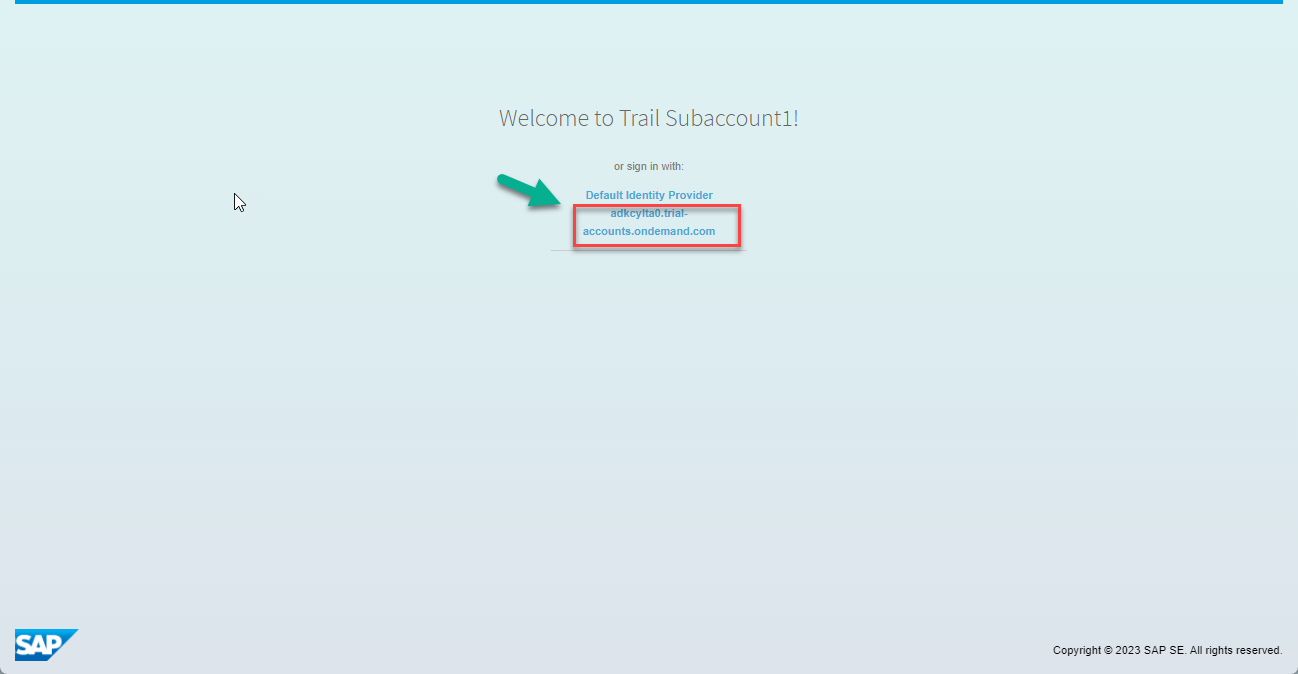 Welcome to Trail Subaccount1!
or sign in with:
Default Identity Provider
adkcylta0.trial-
accounts.ondemand.com
SAP
Copyright © 2023 SAP SE. All rights reserved.